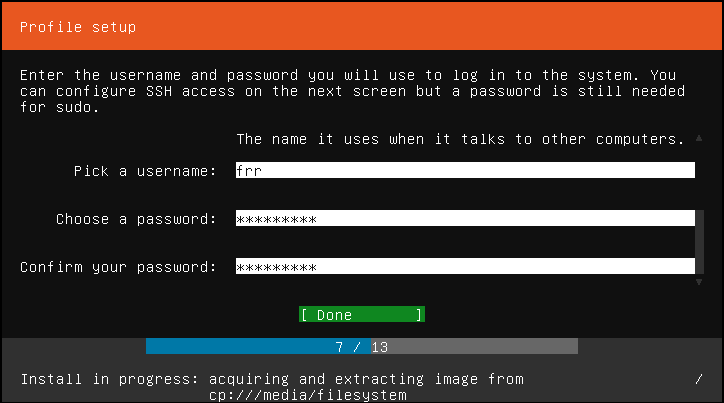 Profile setup
Enter the username and password you will use to log in to the system. You
can configure SSH access on the next screen but a password is still needed
for sudo.
The name it uses when it talks to other computers.
Pick a username: frr
Choose a password: *********
Confirm your password: *********
[ Done ]
7 / 13
Install in progress: acquiring and extracting image from /
cp:///media/filesystem